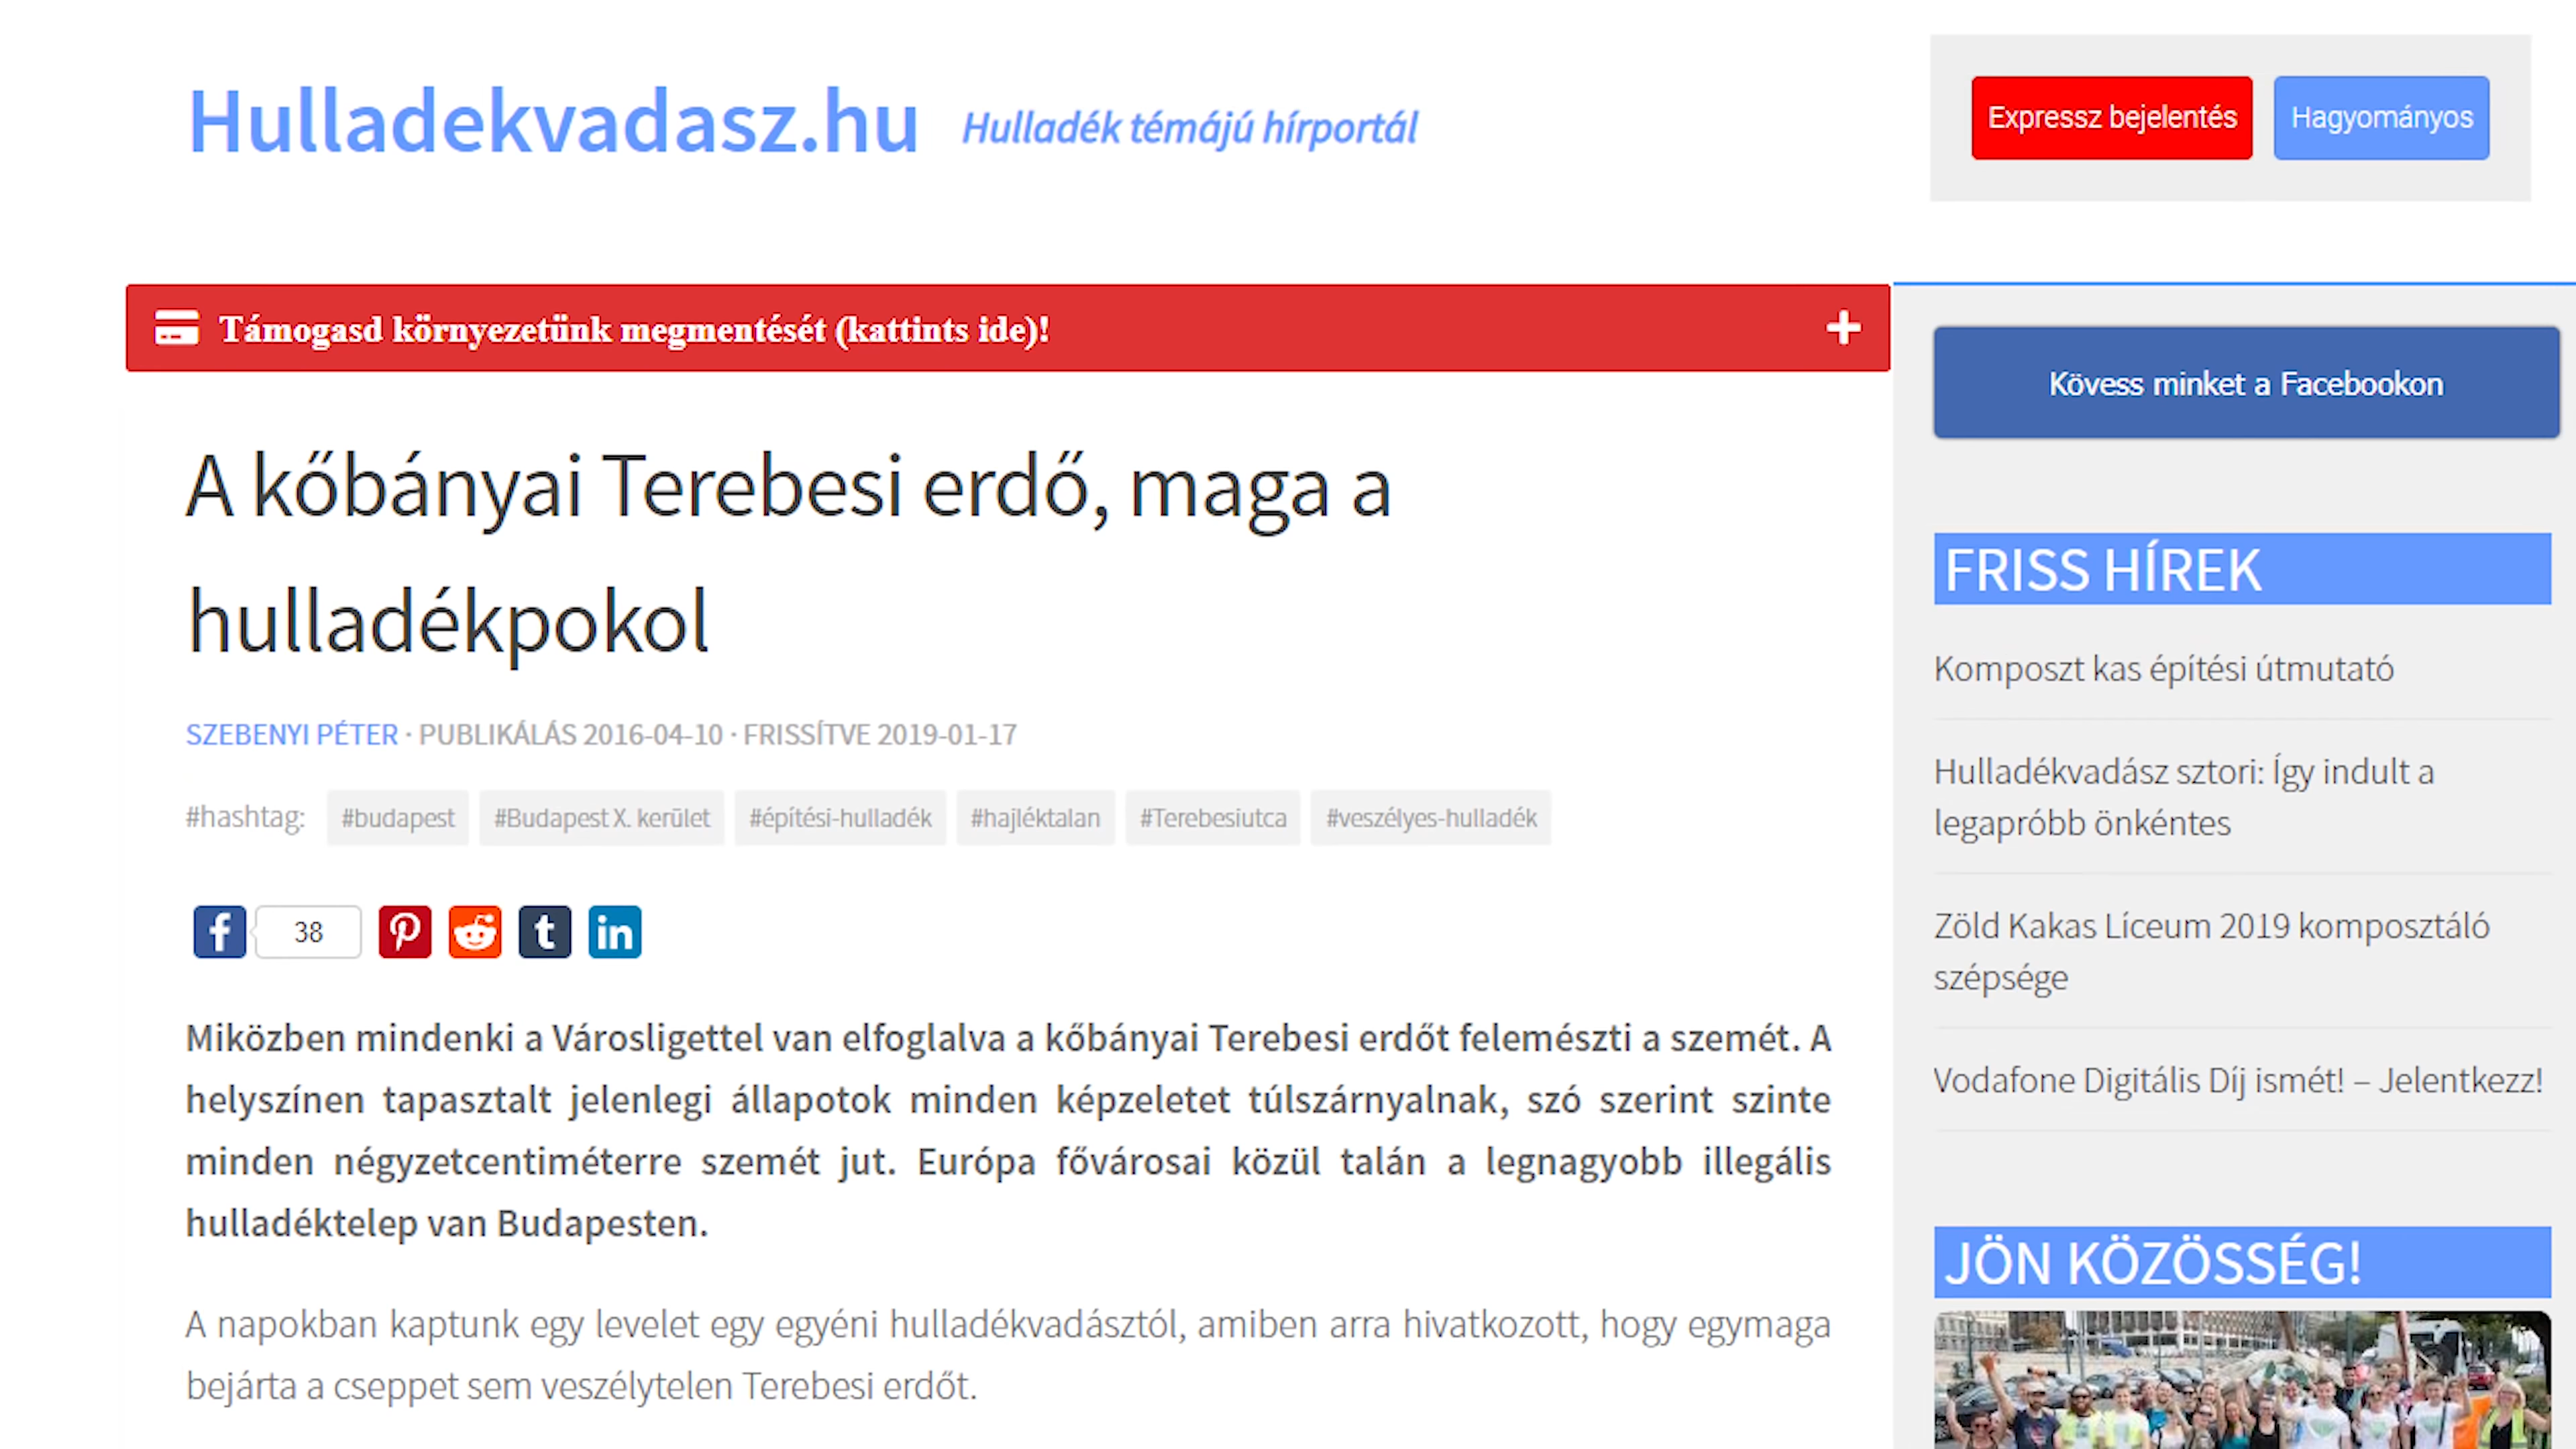 Hulladekvadasz.hu
Hulladék témájú hírportál
Expressz bejelentés
Hagyományos
Támogasd környezetünk megmentését (kattints ide)!
A kőbányai Terebesi erdő, maga a
hulladékpokol
SZEBENYI PÉTER · PUBLIKÁLÁS 2016-04-10 · FRISSÍTVE 2019-01-17
#hashtag: #budapest #Budapest X. kerület #építési-hulladék #hajléktalan #Terebesiutca #veszélyes-hulladék
38
Miközben mindenki a Városligettel van elfoglalva a kőbányai Terebesi erdőt felemészti a szemét. A
helyszínen tapasztalt jelenlegi állapotok minden képzeletet túlszárnyalnak, szó szerint szinte
minden négyzetcentiméterre szemét jut. Európa fővárosai közül talán a legnagyobb illegális
hulladéktelep van Budapesten.
A napokban kaptunk egy levelet egy egyéni hulladékvadásztól, amiben arra hivatkozott, hogy egymaga
bejárta a cseppet sem veszélytelen Terebesi erdőt.
Kövess minket a Facebookon
FRISS HÍREK
Komposzt kas építési útmutató
Hulladékvadász sztori: Így indult a
legapróbb önkéntes
Zöld Kakas Líceum 2019 komposztáló
szépsége
Vodafone Digitális Díj ismét! – Jelentkezz!
JÖN KÖZÖSSÉG!